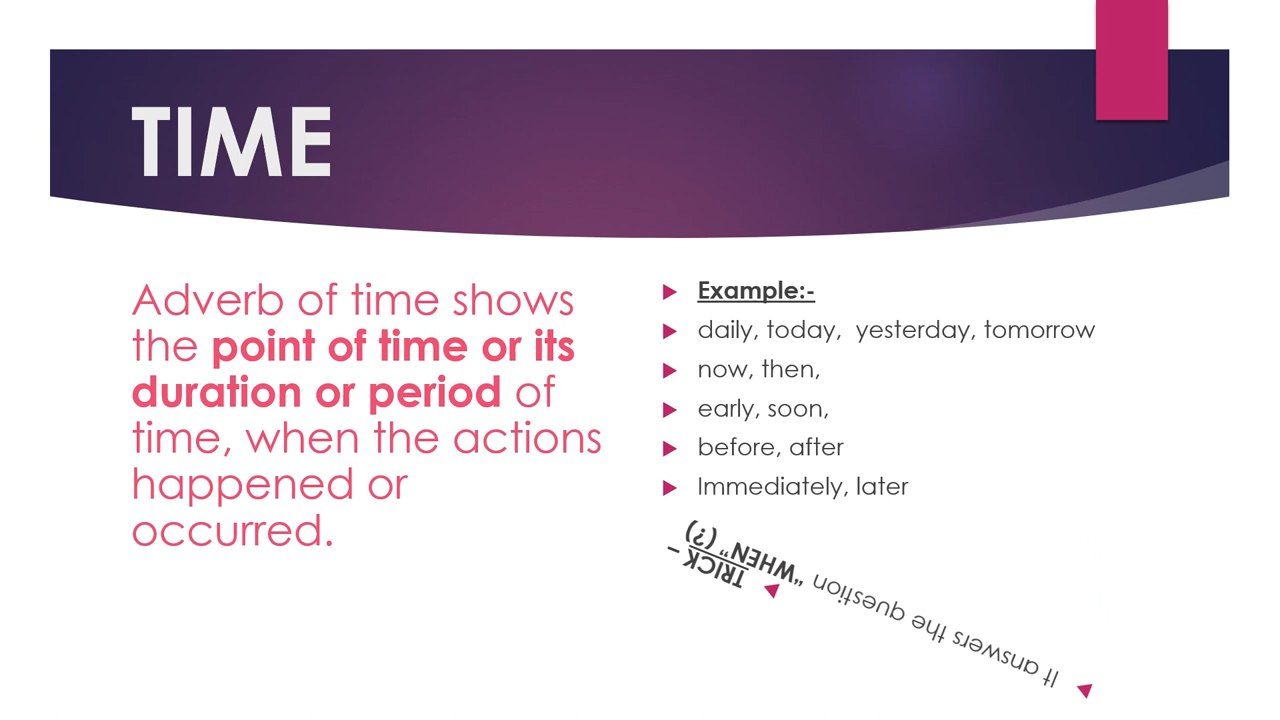 TIME
Adverb of time shows
the point of time or its
duration or period of
time, when the actions
happened or
occurred.
Example:-
daily, today,  yesterday, tomorrow
now, then,
early, soon,
before, after
Immediately, later
TRICK –
It answers the question “WHEN” (?)